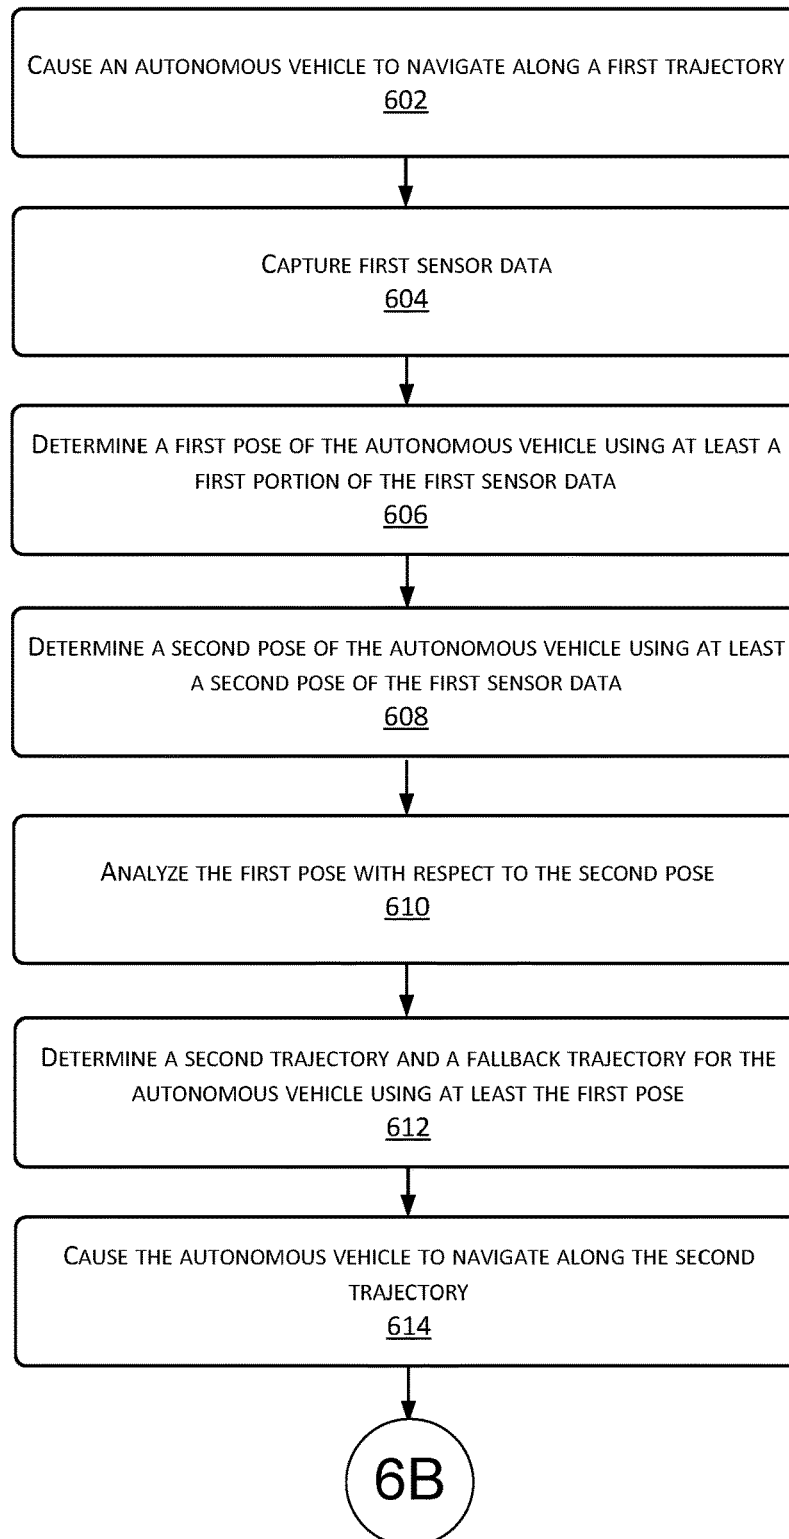 CAUSE AN AUTONOMOUS VEHICLE TO NAVIGATE ALONG A FIRST TRAJECTORY
602
CAPTURE FIRST SENSOR DATA
604
DETERMINE A FIRST POSE OF THE AUTONOMOUS VEHICLE USING AT LEAST A
FIRST PORTION OF THE FIRST SENSOR DATA
606
DETERMINE A SECOND POSE OF THE AUTONOMOUS VEHICLE USING AT LEAST
A SECOND POSE OF THE FIRST SENSOR DATA
608
ANALYZE THE FIRST POSE WITH RESPECT TO THE SECOND POSE
610
DETERMINE A SECOND TRAJECTORY AND A FALLBACK TRAJECTORY FOR THE
AUTONOMOUS VEHICLE USING AT LEAST THE FIRST POSE
612
CAUSE THE AUTONOMOUS VEHICLE TO NAVIGATE ALONG THE SECOND
TRAJECTORY
614
6B